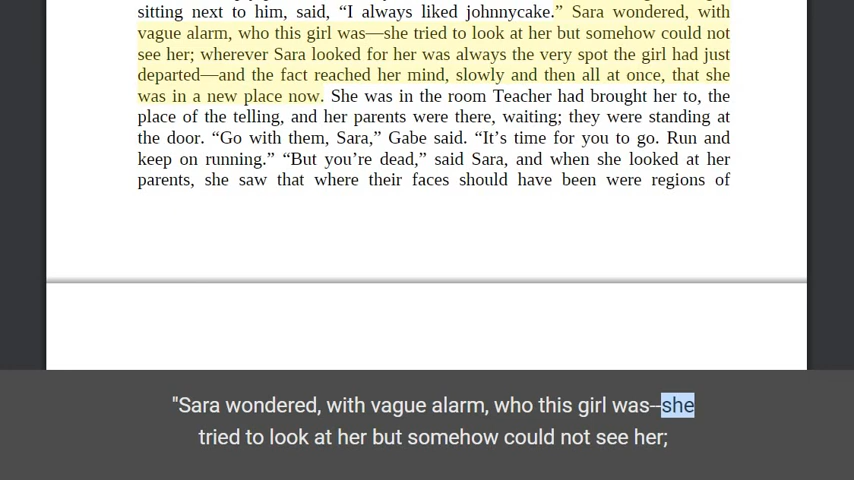 sitting next to him, said, “I always liked johnnycake.” Sara wondered, with
vague alarm, who this girl was—she tried to look at her but somehow could not
see her; wherever Sara looked for her was always the very spot the girl had just
departed—and the fact reached her mind, slowly and then all at once, that she
was in a new place now. She was in the room Teacher had brought her to, the
place of the telling, and her parents were there, waiting; they were standing at
the door. “Go with them, Sara,” Gabe said. “It’s time for you to go. Run and
keep on running.” “But you’re dead,” said Sara, and when she looked at her
parents, she saw that where their faces should have been were regions of
"Sara wondered, with vague alarm, who this girl was--she
tried to look at her but somehow could not see her;